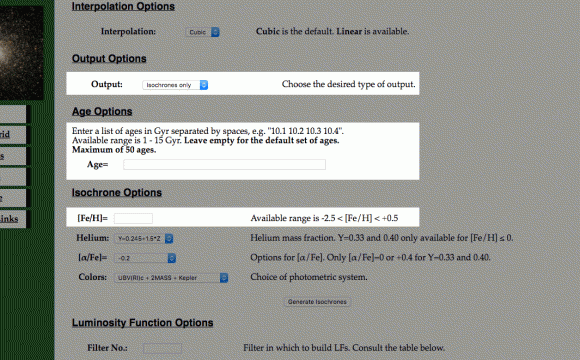 Interpolation Options
Interpolation: Cubic Cubic is the default. Linear is available.
Output Options
Output: Isochrones only Choose the desired type of output.
Age Options
Enter a list of ages in Gyr separated by spaces, e.g. "10.1 10.2 10.3 10.4".
Available range is 1 - 15 Gyr. Leave empty for the default set of ages.
Maximum of 50 ages.
Age=
Isochrone Options
[Fe/H]= Available range is -2.5 < [Fe/H] < +0.5
Helium: Y=0.245+1.5*Z Helium mass fraction. Y=0.33 and 0.40 only available for [Fe/H] ≤ 0.
[α/Fe]= -0.2 Options for [α/Fe]. Only [α/Fe]=0 or +0.4 for Y=0.33 and 0.40.
Colors: UBV(RI)c + 2MASS + Kepler Choice of photometric system.
Generate Isochrones
Luminosity Function Options
Filter No.: Filter in which to build LFs. Consult the table below.